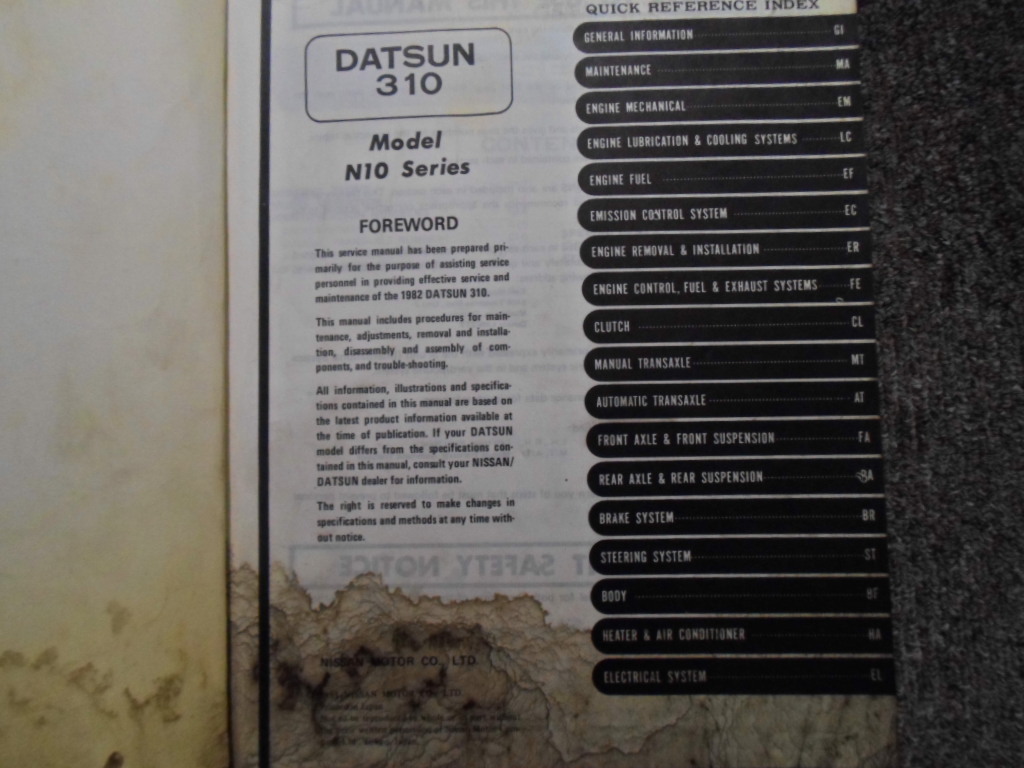 DATSUN
310
Model
N10 Series
FOREWORD
This service manual has been prepared pri-
marily for the purpose of assisting service
personnel in providing effective service and
maintenance of the 1982 DATSUN 310.
This manual includes procedures for main-
tenance, adjustments, removal and installa-
tion, disassembly and assembly of com-
ponents, and trouble-shooting.
All information, illustrations and specifica-
tions contained in this manual are based on
the latest product information available at
the time of publication. If your DATSUN
model differs from the specifications con-
tained in this manual, consult your NISSAN/
DATSUN dealer for information.
The right is reserved to make changes in
specifications and methods at any time with-
out notice.
NISSAN MOTOR CO., LTD.
NISSAN MOTOR CO., LTD.
QUICK REFERENCE INDEX
GENERAL INFORMATION GI
MAINTENANCE MA
ENGINE MECHANICAL EM
ENGINE LUBRICATION & COOLING SYSTEMS LC
ENGINE FUEL EF
EMISSION CONTROL SYSTEM EC
ENGINE REMOVAL & INSTALLATION ER
ENGINE CONTROL, FUEL & EXHAUST SYSTEMS FE
CLUTCH CL
MANUAL TRANSAXLE MT
AUTOMATIC TRANSAXLE AT
FRONT AXLE & FRONT SUSPENSION FA
REAR AXLE & REAR SUSPENSION RA
BRAKE SYSTEM BR
STEERING SYSTEM ST
BODY BF
HEATER & AIR CONDITIONER HA
ELECTRICAL SYSTEM EL
SAFETY NOTICE